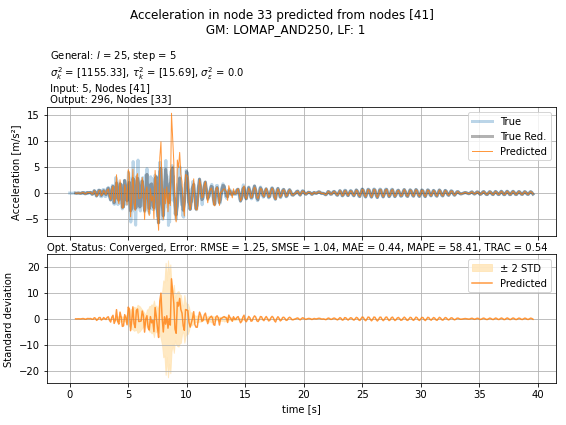 Acceleration in node 33 predicted from nodes [41]
GM: LOMAP_AND250, LF: 1
General: l = 25, step = 5
σ²ₖ = [1155.33], τ²ₖ = [15.69], σ²_ε = 0.0
Input: 5, Nodes [41]
Output: 296, Nodes [33]
15
10
5
0
−5
Acceleration [m/s²]
True
True Red.
Predicted
Opt. Status: Converged, Error: RMSE = 1.25, SMSE = 1.04, MAE = 0.44, MAPE = 58.41, TRAC = 0.54
20
10
0
−10
−20
Standard deviation
± 2 STD
Predicted
0 5 10 15 20 25 30 35 40
time [s]